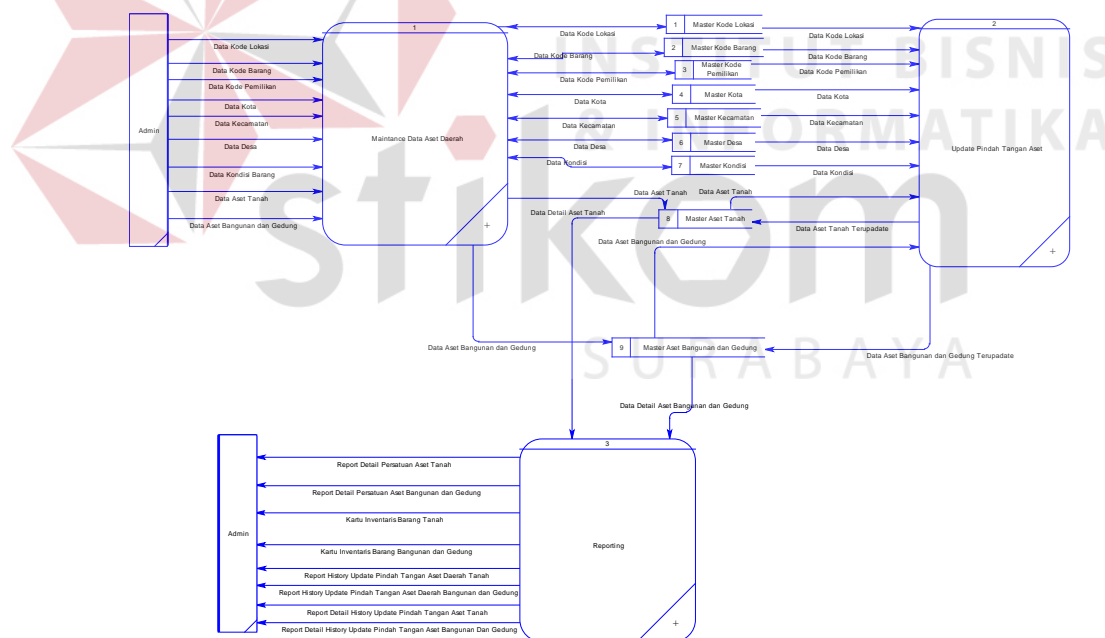 INSTITUT BISNIS
& INFORMATIKA
stikom
SURABAYA
Admin
Data Kode Lokasi
Data Kode Barang
Data Kode Pemilikan
Data Kota
Data Kecamatan
Data Desa
Data Kondisi Barang
Data Aset Tanah
Data Aset Bangunan dan Gedung
1
Maintance Data Aset Daerah
+
Data Kode Lokasi
Data Kode Barang
Data Kode Pemilikan
Data Kota
Data Kecamatan
Data Desa
Data Kondisi
Data Aset Tanah
Data Detail Aset Tanah
Data Aset Bangunan dan Gedung
1 Master Kode Lokasi
2 Master Kode Barang
3 Master Kode
Pemilikan
4 Master Kota
5 Master Kecamatan
6 Master Desa
7 Master Kondisi
8 Master Aset Tanah
Data Kode Lokasi
Data Kode Barang
Data Kode Pemilikan
Data Kota
Data Kecamatan
Data Desa
Data Kondisi
Data Aset Tanah
Data Aset Tanah Terupadate
2
Update Pindah Tangan Aset
+
Data Aset Bangunan dan Gedung
9 Master Aset Bangunan dan Gedung
Data Aset Bangunan dan Gedung Terupadate
Data Detail Aset Bangunan dan Gedung
3
Reporting
+
Admin
Report Detail Persatuan Aset Tanah
Report Detail Persatuan Aset Bangunan dan Gedung
Kartu Inventaris Barang Tanah
Kartu Inventaris Barang Bangunan dan Gedung
Report History Update Pindah Tangan Aset Daerah Tanah
Report History Update Pindah Tangan Aset Daerah Bangunan dan Gedung
Report Detail History Update Pindah Tangan Aset Tanah
Report Detail History Update Pindah Tangan Aset Bangunan Dan Gedung